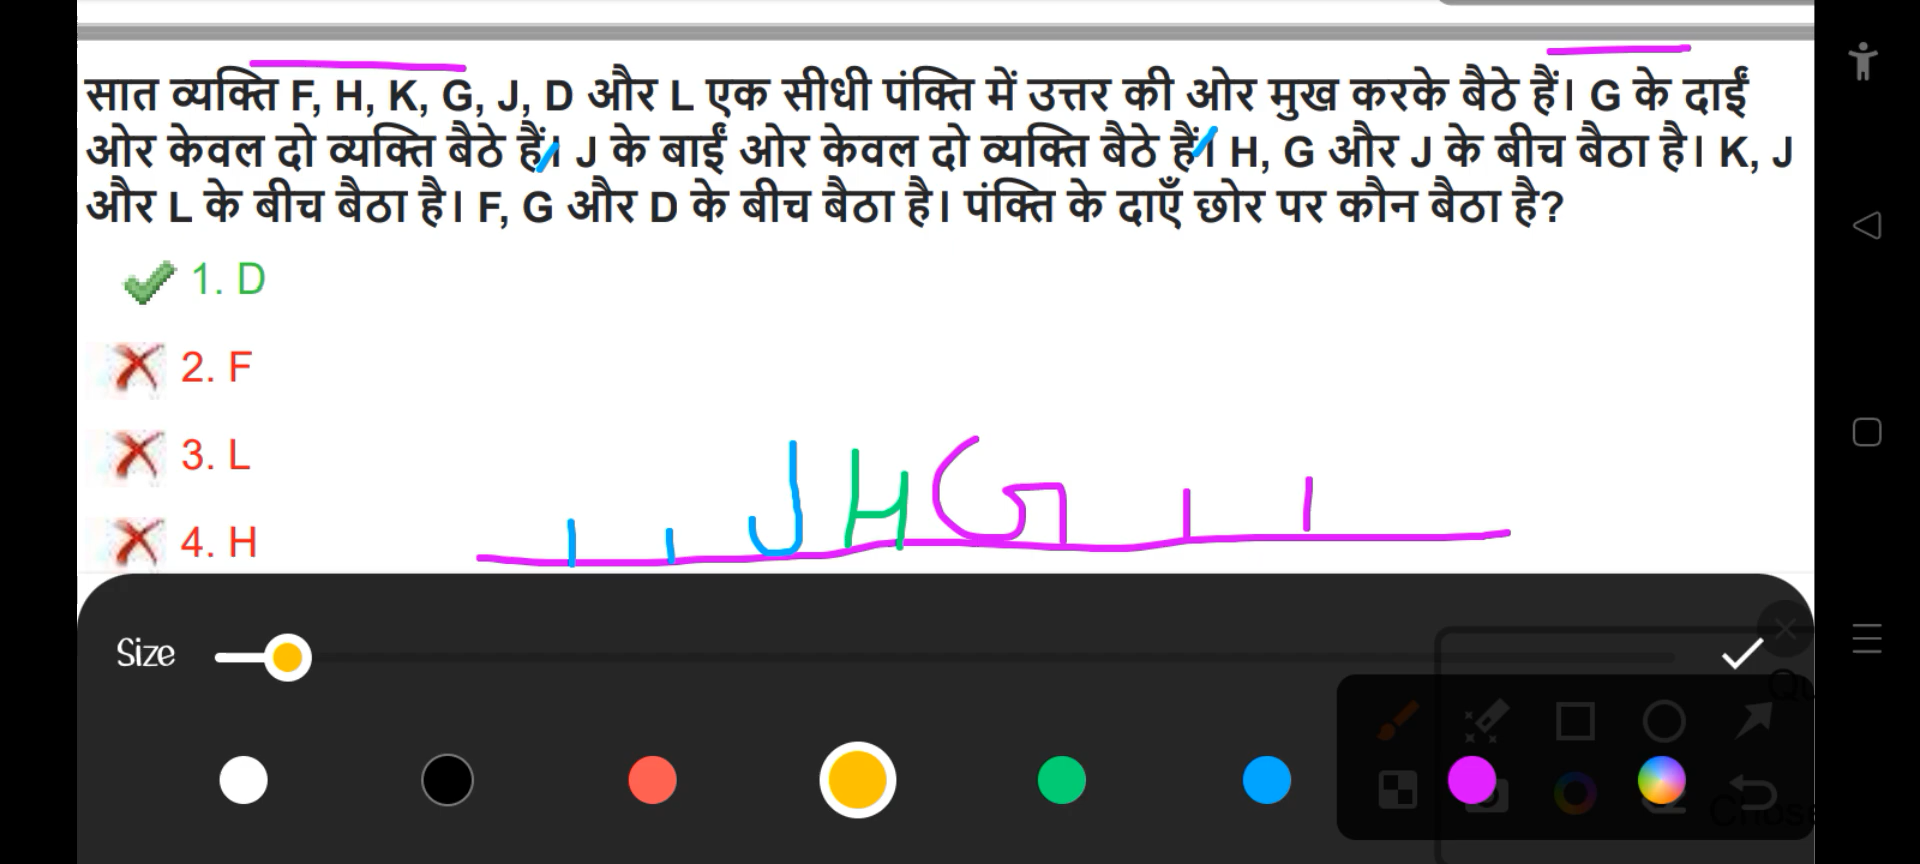 सात व्यक्ति F, H, K, G, J, D और L एक सीधी पंक्ति में उत्तर की ओर मुख करके बैठे हैं। G के दाईं
ओर केवल दो व्यक्ति बैठे हैं। J के बाईं ओर केवल दो व्यक्ति बैठे हैं। H, G और J के बीच बैठा है। K, J
और L के बीच बैठा है। F, G और D के बीच बैठा है। पंक्ति के दाएँ छोर पर कौन बैठा है?
1. D
2. F
3. L
4. H
J H G
Size